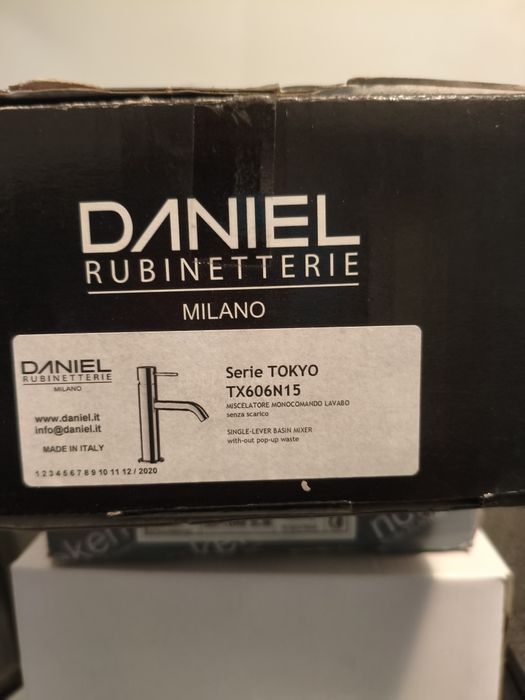 DANIEL
RUBINETTERIE
MILANO
DANIEL
RUBINETTERIE
MILANO
www.daniel.it
info@daniel.it
MADE IN ITALY
1 2 3 4 5 6 7 8 9 10 11 12 / 2020
Serie TOKYO
TX606N15
MISCELATORE MONOCOMANDO LAVABO
senza scarico
SINGLE-LEVER BASIN MIXER
with-out pop-up waste